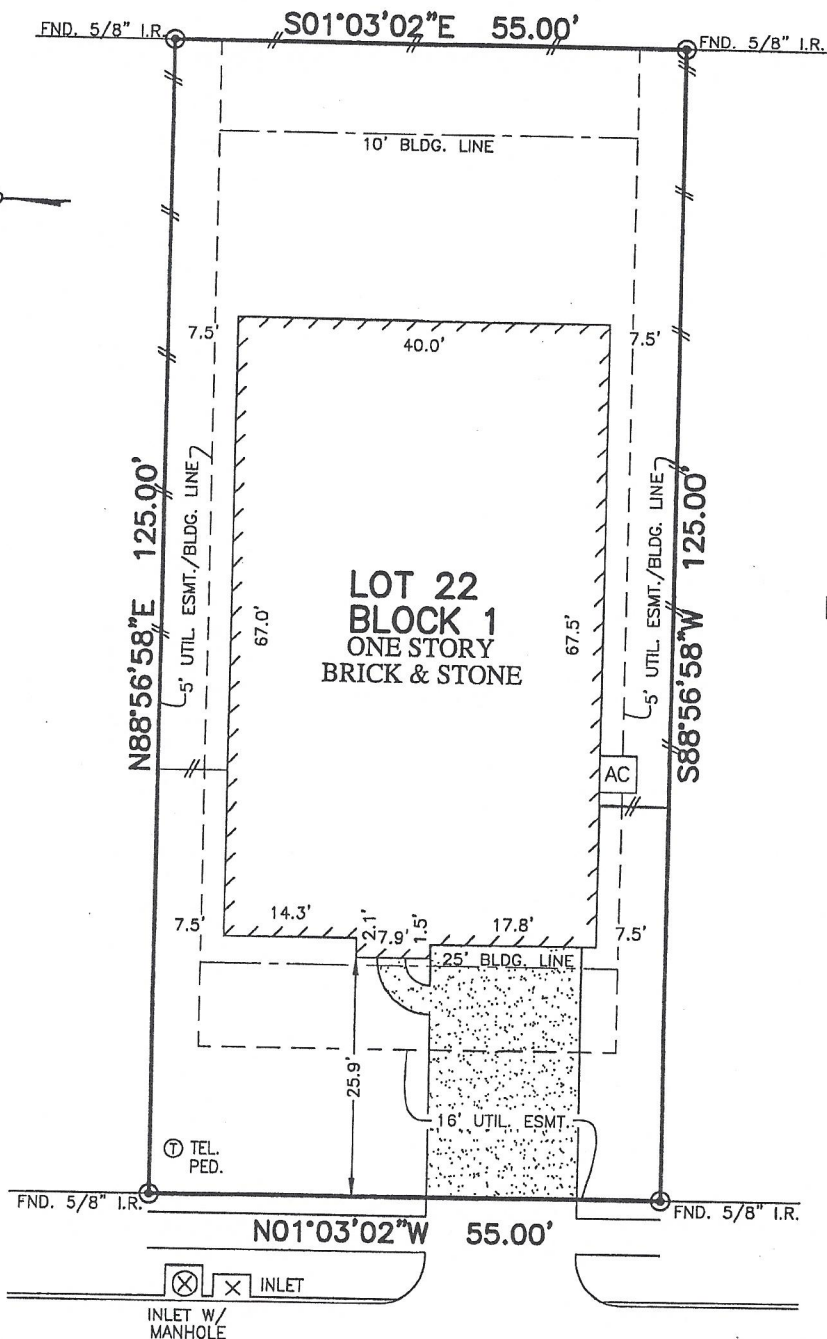 S01°03'02"E 55.00'
FND. 5/8" I.R.
FND. 5/8" I.R.
10' BLDG. LINE
7.5'
40.0'
7.5'
N88°56'58"E 125.00'
5' UTIL. ESMT./BLDG. LINE
67.0'
LOT 22
BLOCK 1
ONE STORY
BRICK & STONE
67.5'
5' UTIL. ESMT./BLDG. LINE
S88°56'58"W 125.00'
AC
7.5'
14.3'
2.1'
7.9'
1.5'
17.8'
7.5'
25' BLDG. LINE
25.9'
16' UTIL. ESMT.
T TEL.
PED.
FND. 5/8" I.R.
FND. 5/8" I.R.
N01°03'02"W 55.00'
INLET
INLET W/
MANHOLE